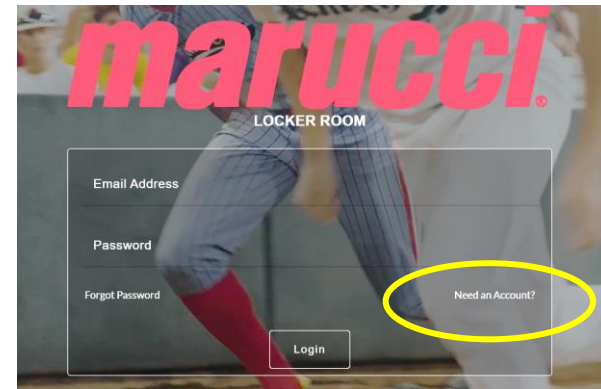 marucci®
LOCKER ROOM
Email Address
Password
Forgot Password Need an Account?
Login